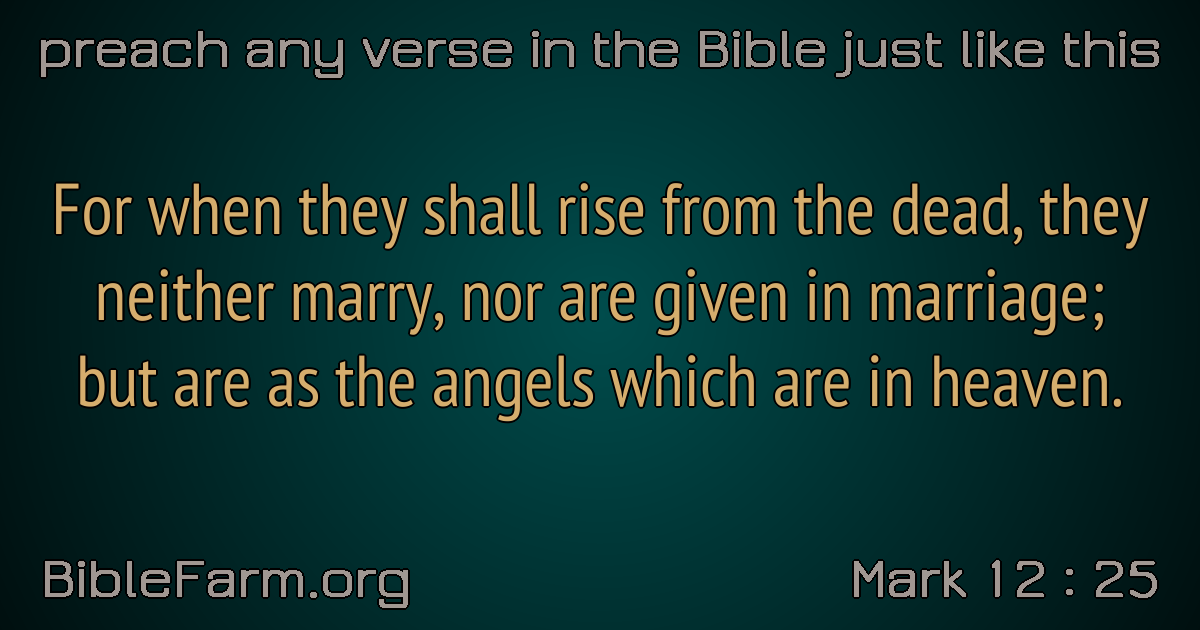 preach any verse in the Bible just like this
For when they shall rise from the dead, they
neither marry, nor are given in marriage;
but are as the angels which are in heaven.
BibleFarm.org
Mark 12 : 25